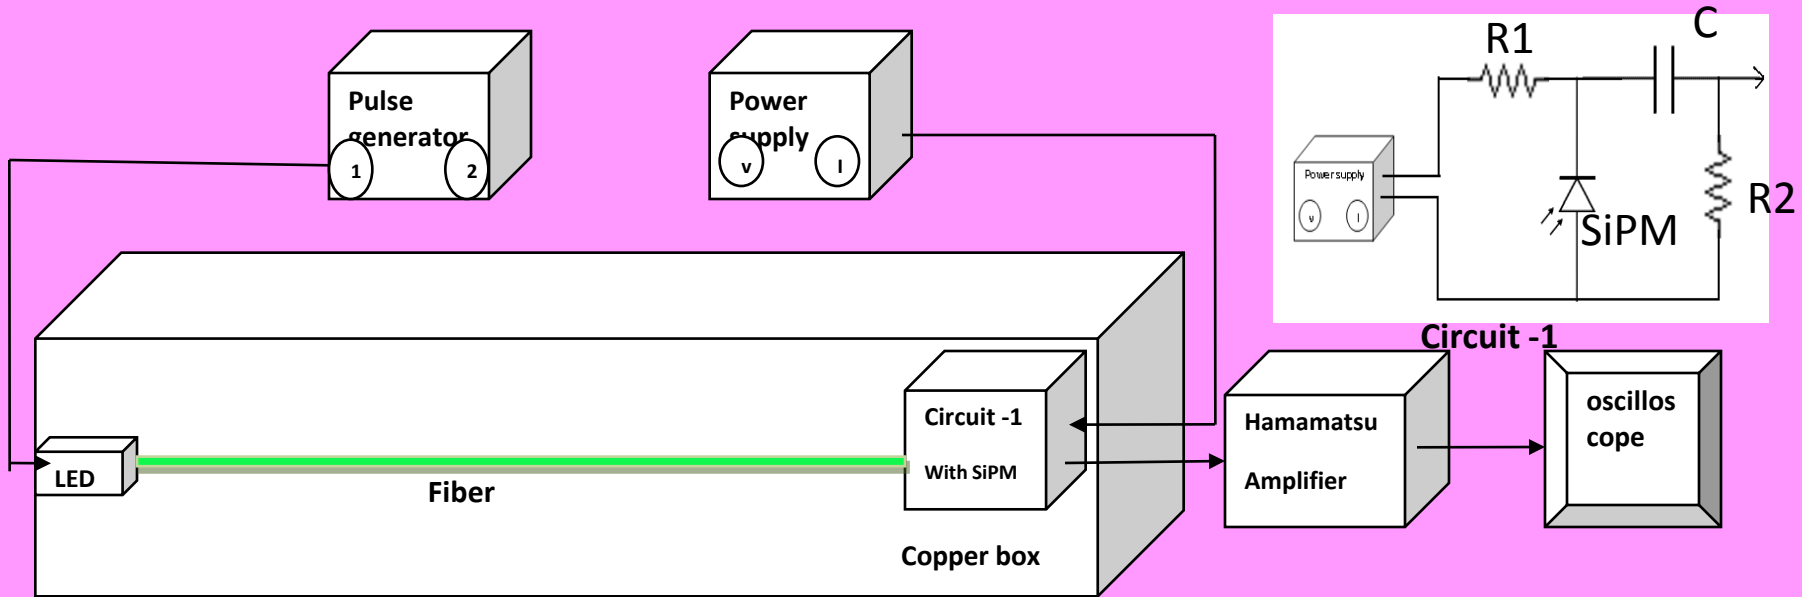 Pulse
generator
1
2
Power
supply
v
I
C
R1
Power supply
v
I
SiPM
R2
Circuit -1
LED
Fiber
Circuit -1
With SiPM
Copper box
Hamamatsu
Amplifier
oscillos
cope